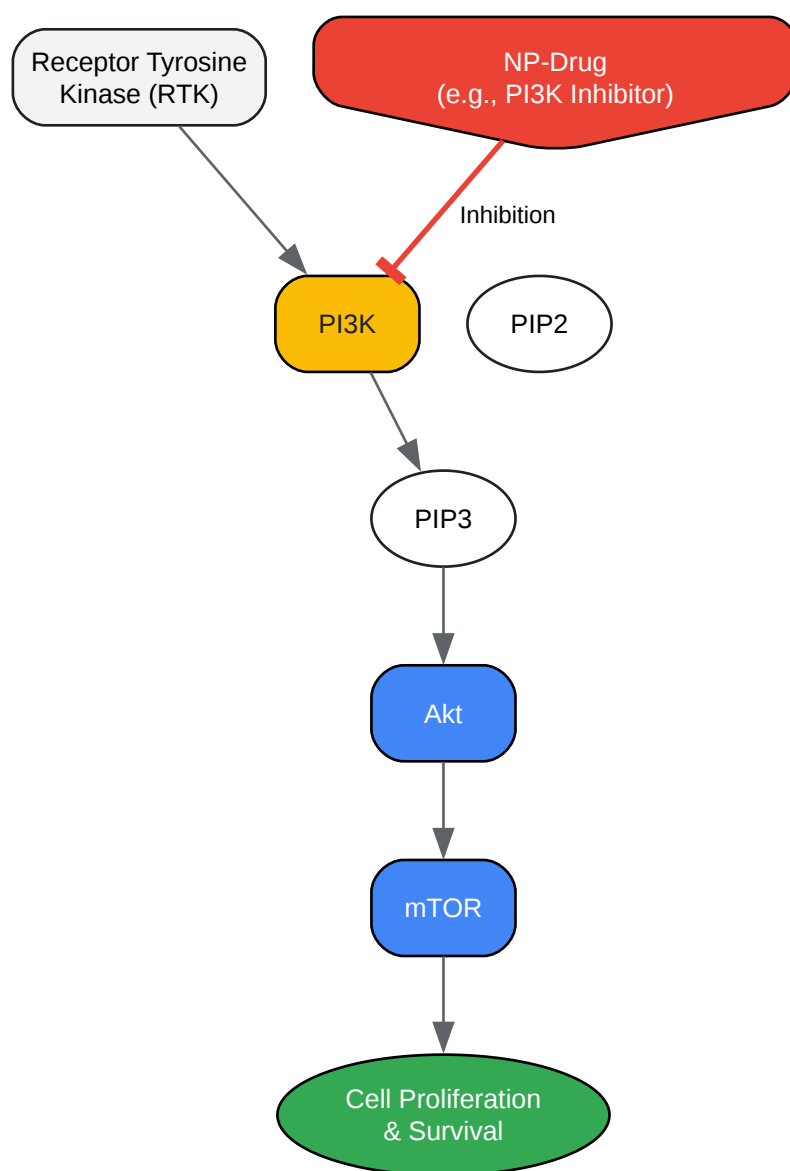 Receptor Tyrosine
Kinase (RTK)
NP-Drug
(e.g., PI3K Inhibitor)
Inhibition
PI3K
PIP2
PIP3
Akt
mTOR
Cell Proliferation
& Survival